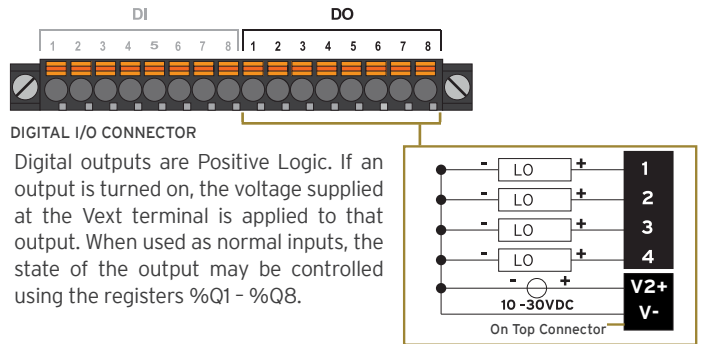 DI DO
1 2 3 4 5 6 7 8 1 2 3 4 5 6 7 8
DIGITAL I/O CONNECTOR
Digital outputs are Positive Logic. If an
output is turned on, the voltage supplied
at the Vext terminal is applied to that
output. When used as normal inputs, the
state of the output may be controlled
using the registers %Q1 – %Q8.
- LO + 1
- LO + 2
- LO + 3
- LO + 4
- + V2+
10 -30VDC V-
On Top Connector